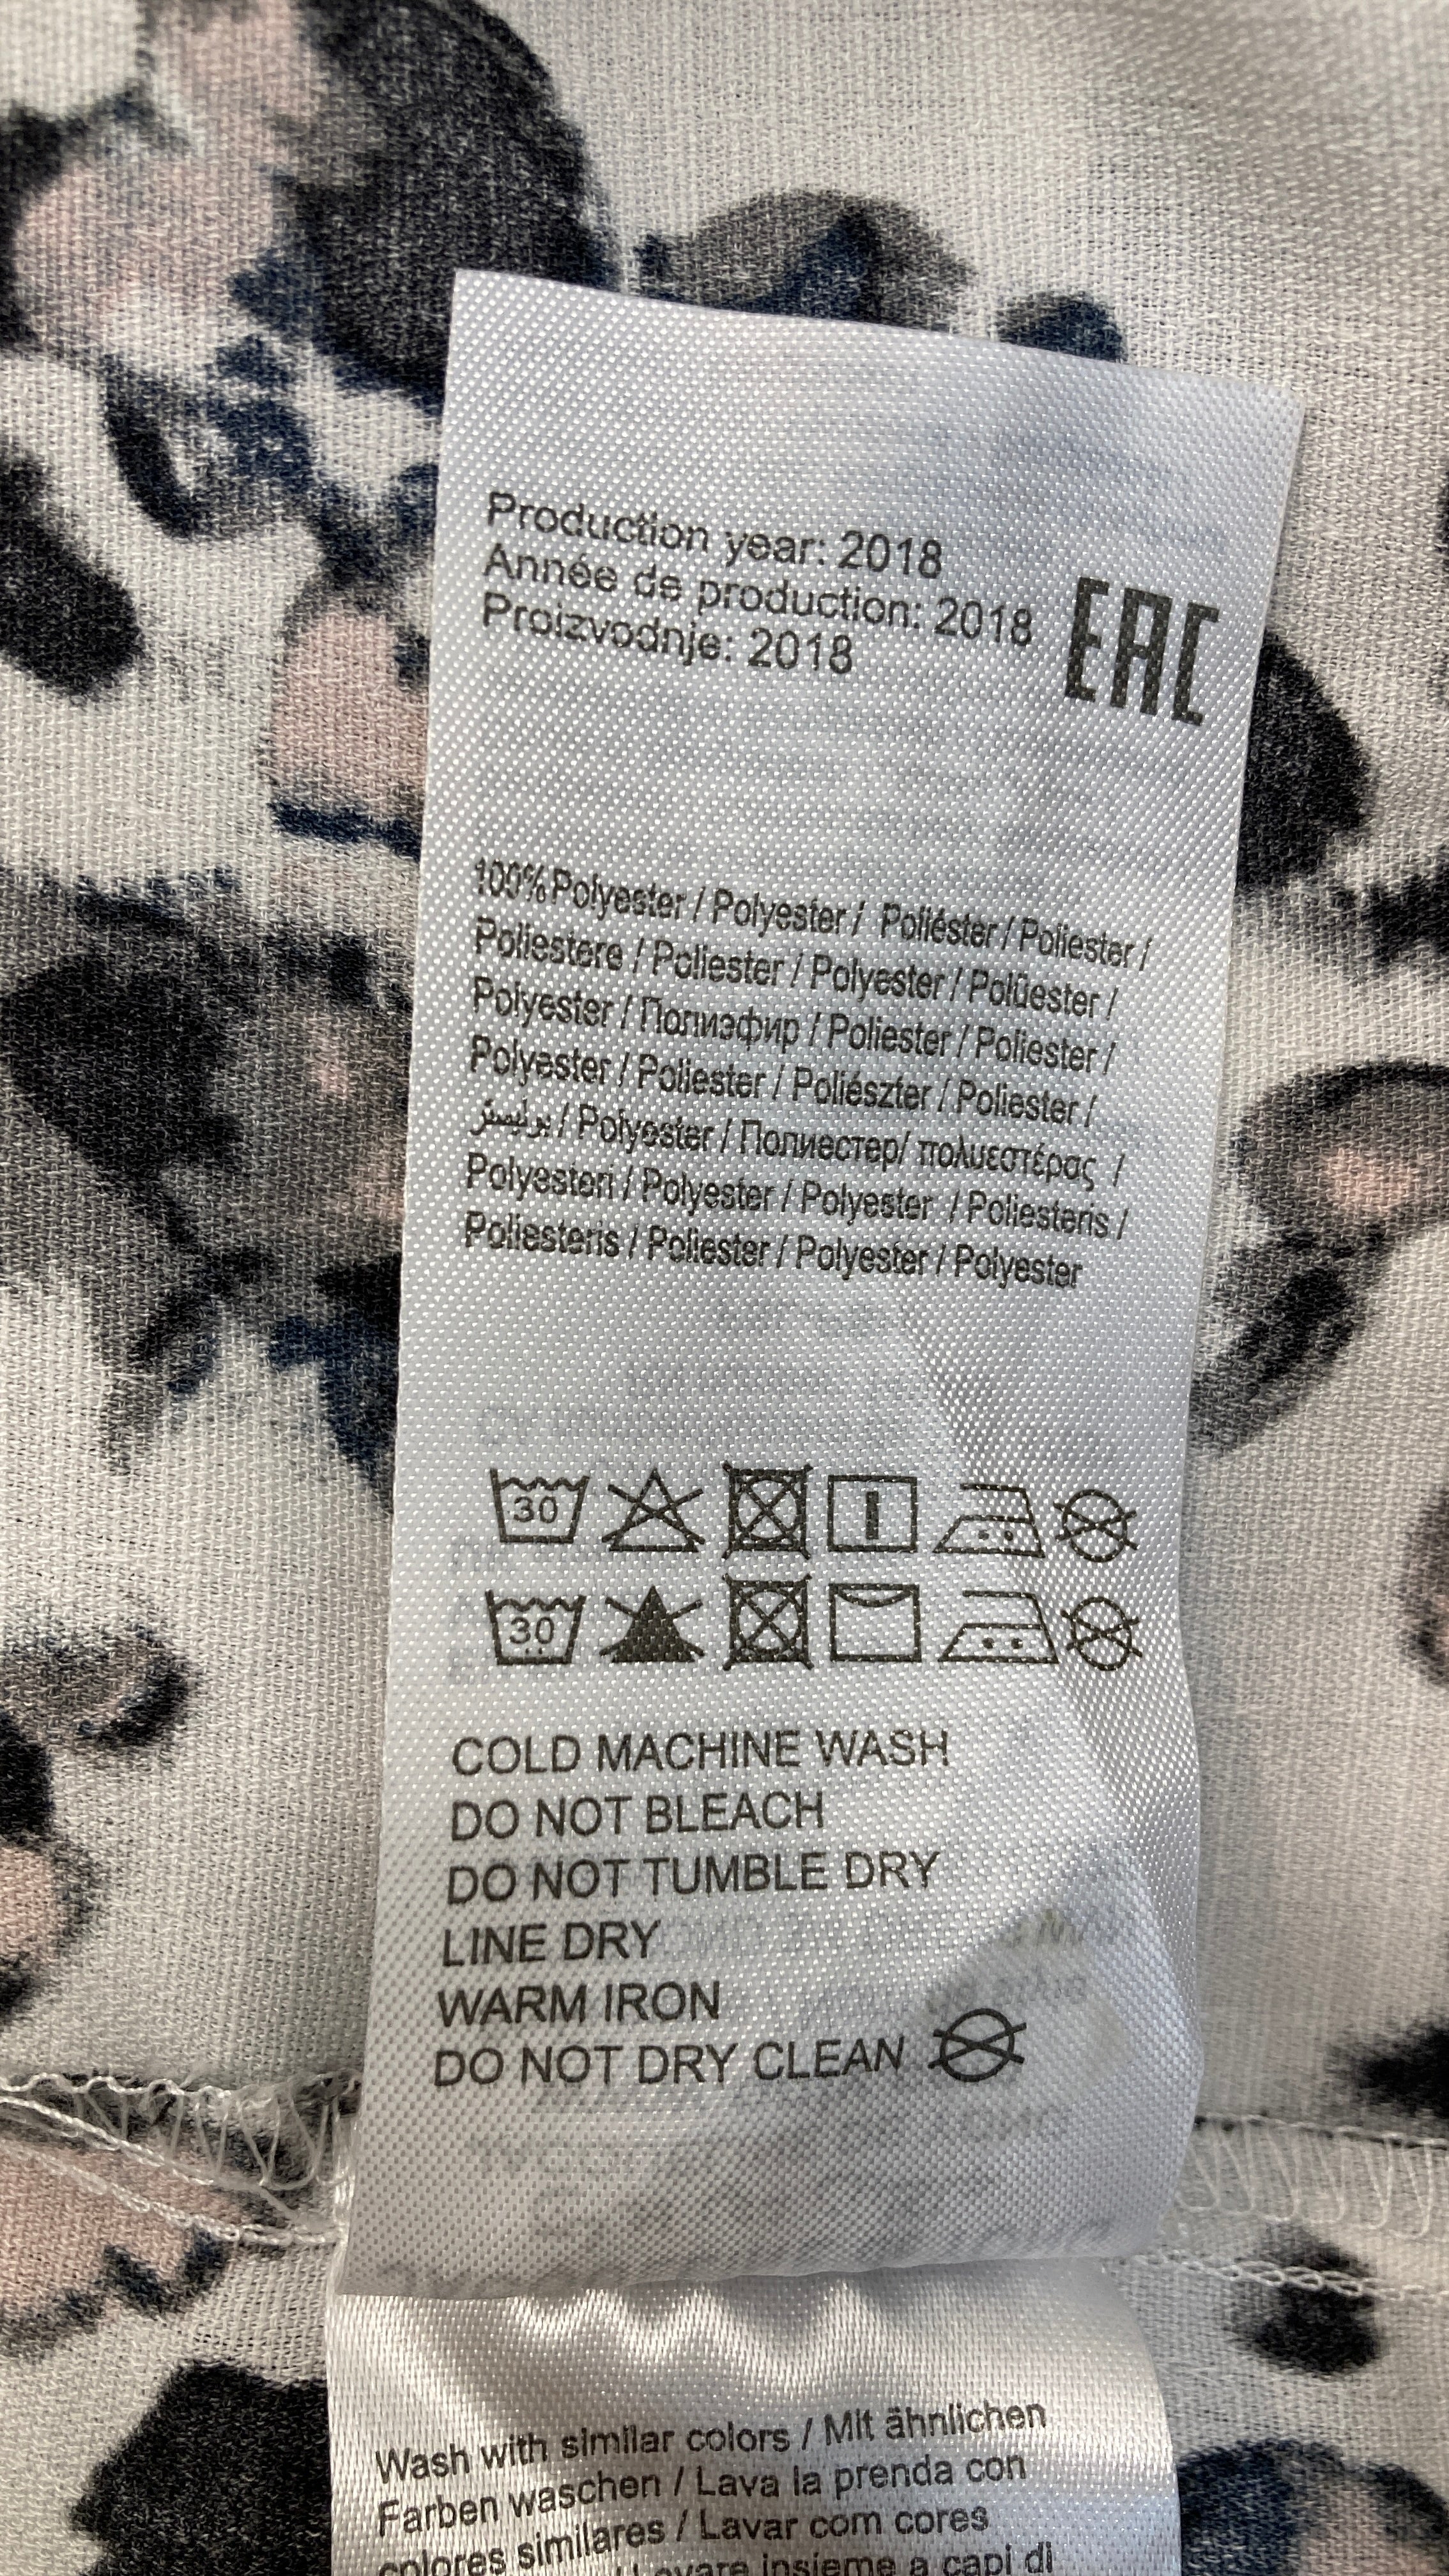 Production year: 2018
Année de production: 2018
Proizvodnje: 2018
EAC
100%Polyester / Polyester / Poliéster / Poliester /
Poliestere / Poliester / Polyester / Polüester /
Polyester / Полиэфир / Poliester / Poliester /
Polyester / Poliester / Poliészter / Poliester /
بوليستر / Polyester / Полиестер/ πολυεστέρας /
Polyesteri / Polyester / Polyester / Poliesteris /
Poliesteris / Poliester / Polyester / Polyester
30
30
COLD MACHINE WASH
DO NOT BLEACH
DO NOT TUMBLE DRY
LINE DRY
WARM IRON
DO NOT DRY CLEAN
Wash with similar colors / Mit ähnlichen
Farben waschen / Lava la prenda con
colores similares / Lavar com cores
insieme a capi di